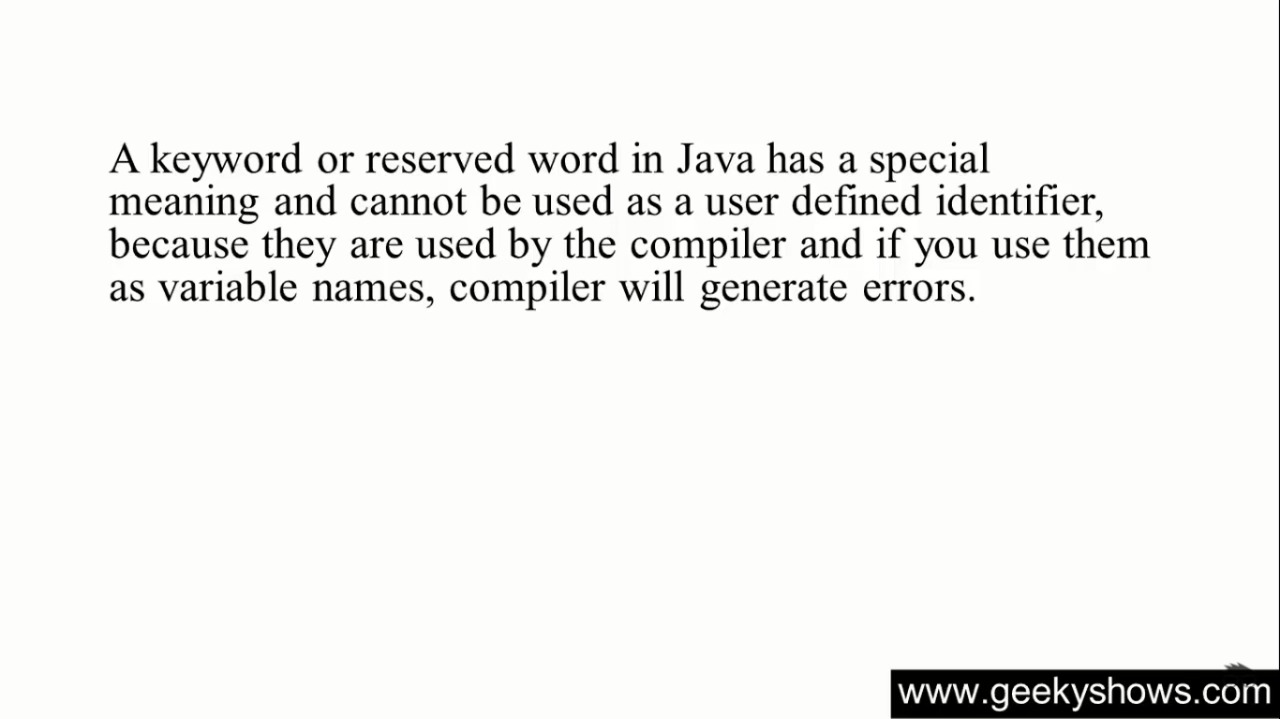 A keyword or reserved word in Java has a special
meaning and cannot be used as a user defined identifier,
because they are used by the compiler and if you use them
as variable names, compiler will generate errors.
www.geekyshows.com